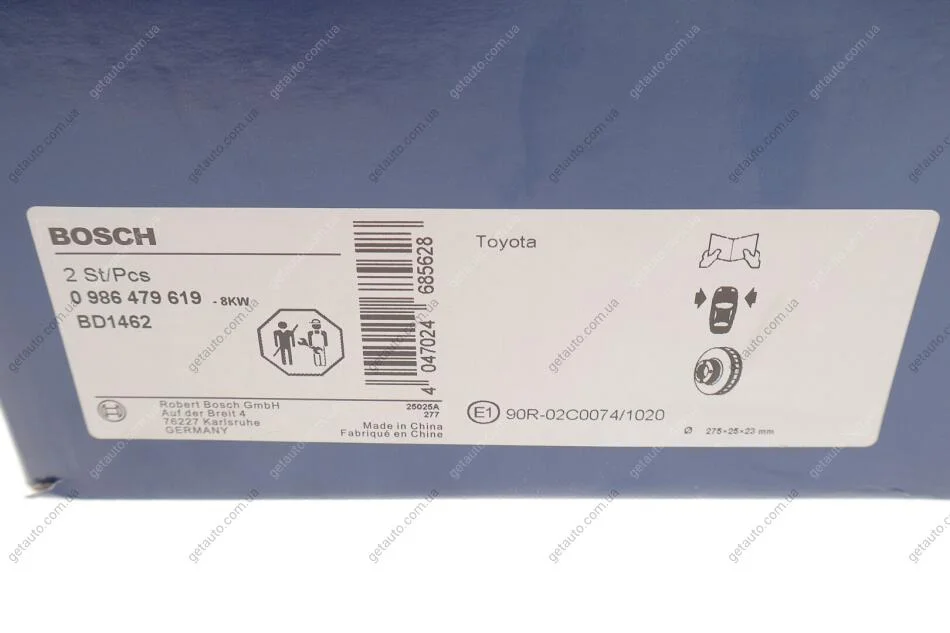 BOSCH
2 St/Pcs
0 986 479 619 - 8KW
BD1462
4 047024 685628
Robert Bosch GmbH
Auf der Breit 4
76227 Karlsruhe
GERMANY
25025A
277
Made in China
Fabriqué en Chine
Toyota
E1 90R-02C0074/1020
Ø 275×25×23 mm
getauto.com.ua